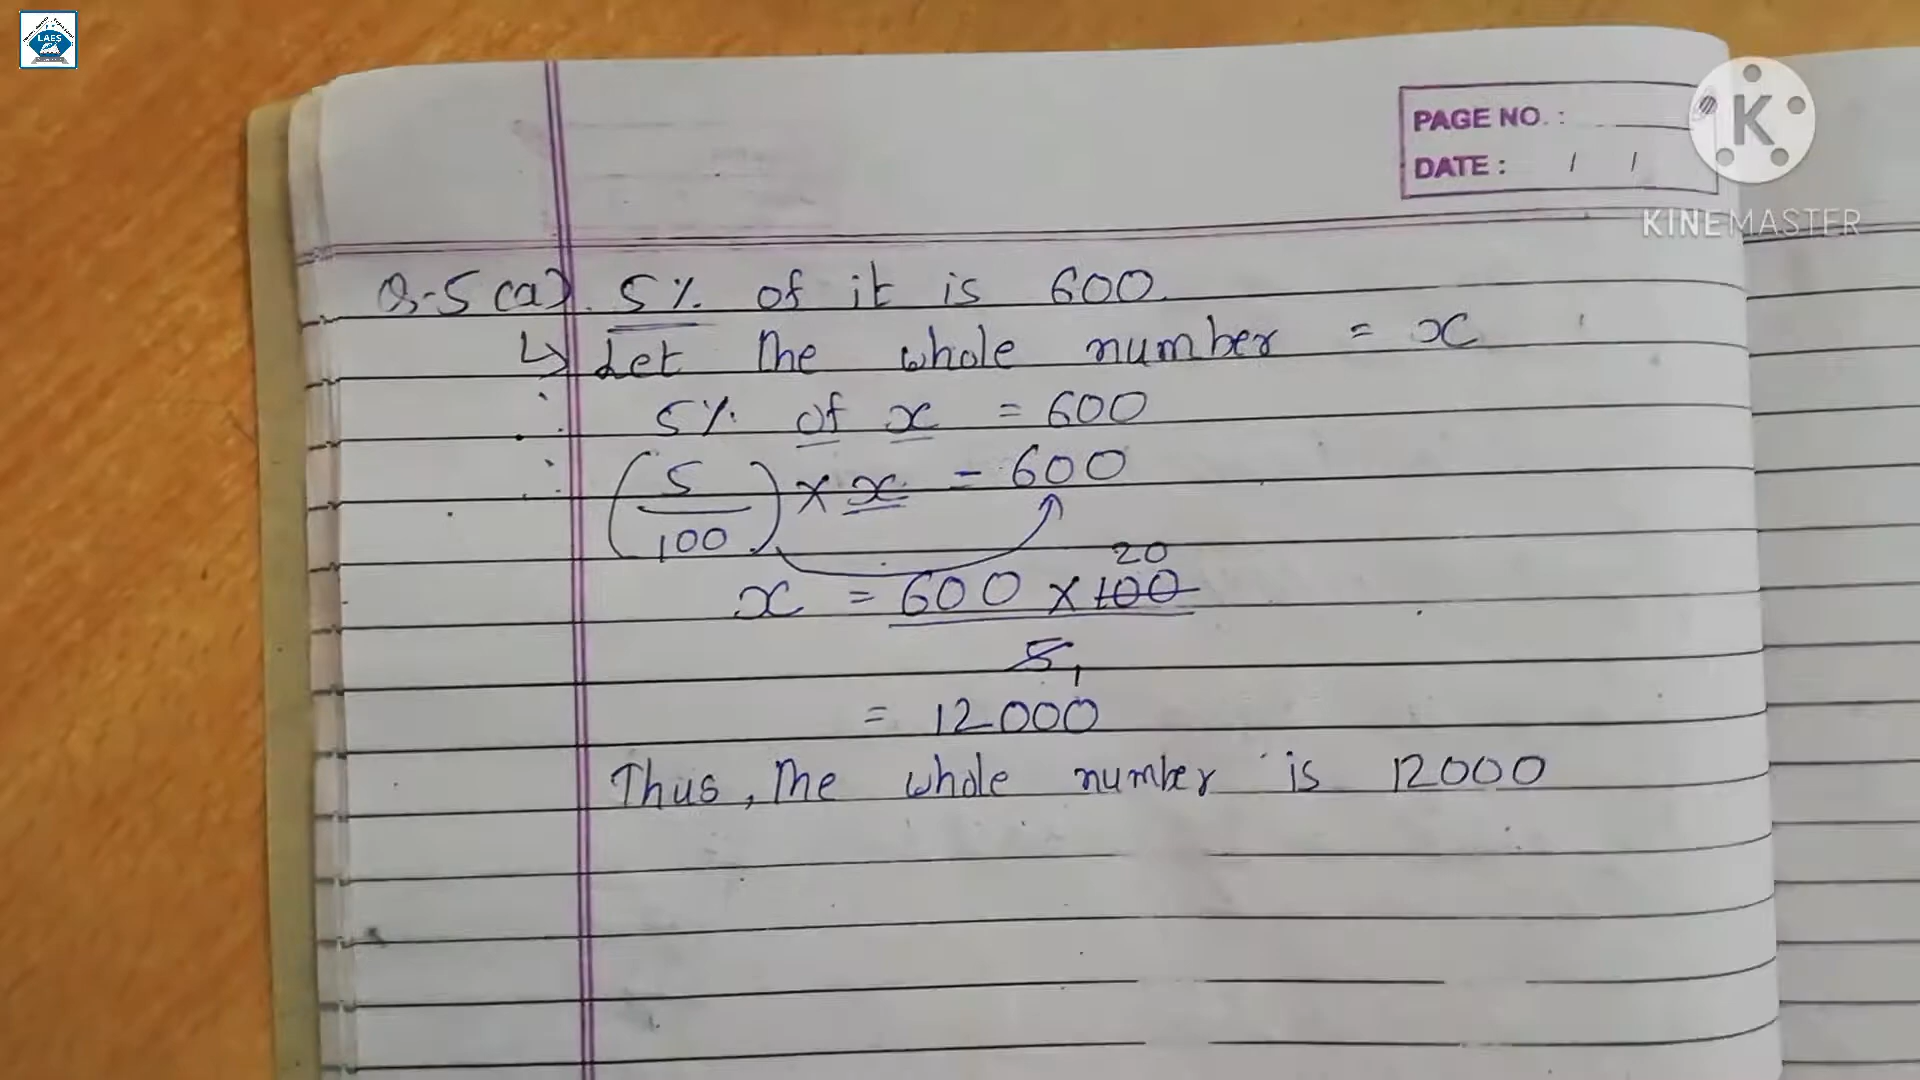 LAES
PAGE NO. :
DATE : / /
K
KINEMASTER
Q-5 (a). 5% of it is 600.
↳ Let the whole number = x
5% of x = 600
(5/100) × x = 600
20
x = 600 × 100
5 1
= 12000
Thus, the whole number is 12000